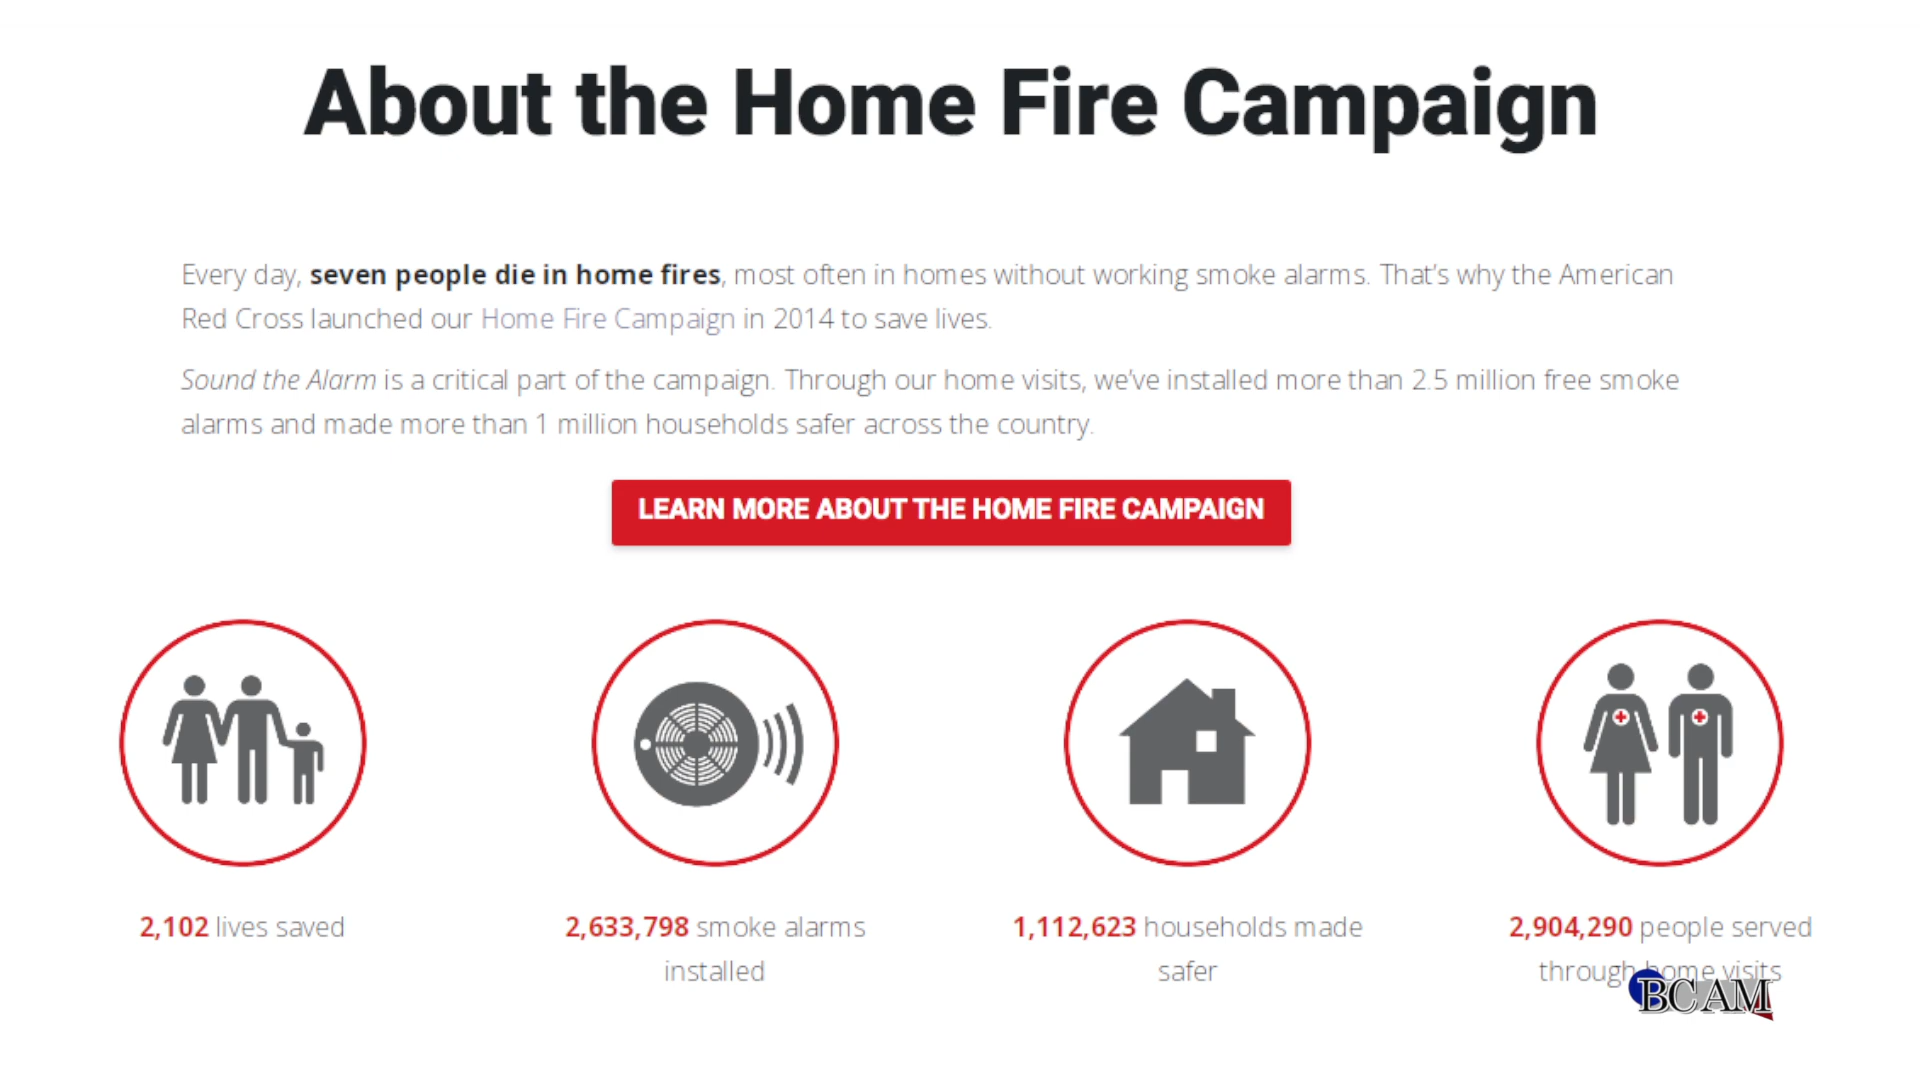 About the Home Fire Campaign
Every day, seven people die in home fires, most often in homes without working smoke alarms. That's why the American
Red Cross launched our Home Fire Campaign in 2014 to save lives.
Sound the Alarm is a critical part of the campaign. Through our home visits, we've installed more than 2.5 million free smoke
alarms and made more than 1 million households safer across the country.
LEARN MORE ABOUT THE HOME FIRE CAMPAIGN
2,102 lives saved
2,633,798 smoke alarms
installed
1,112,623 households made
safer
2,904,290 people served
through home visits
BCAM